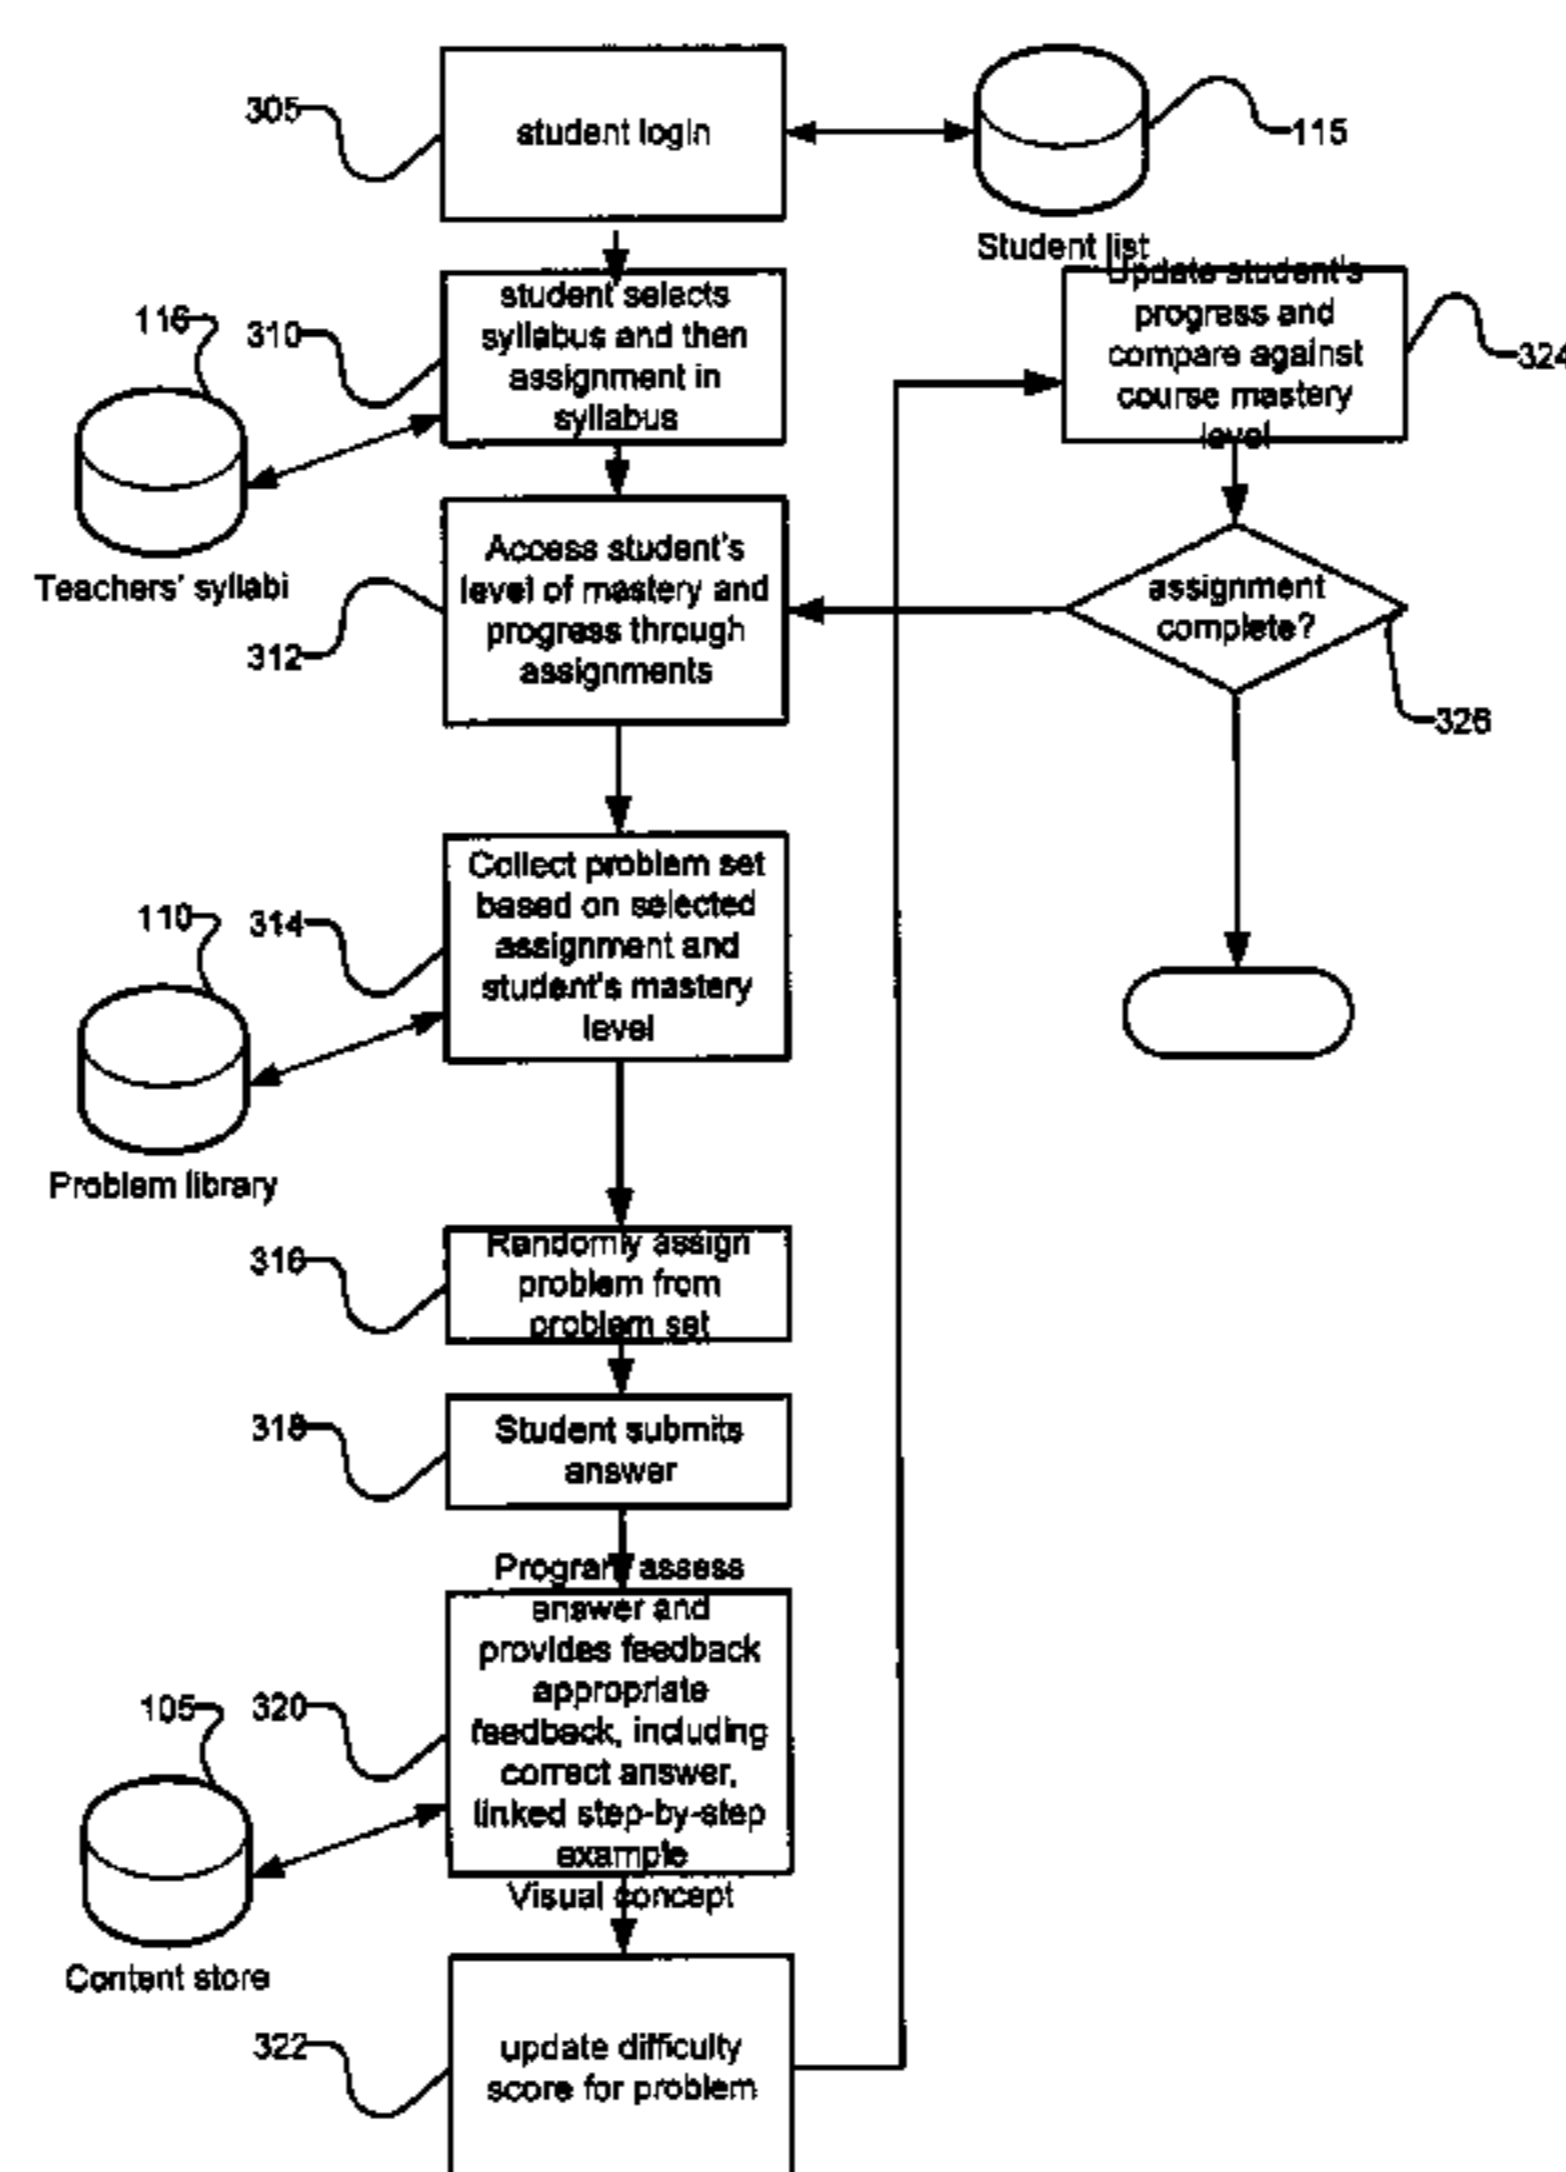 305
student login
115
Student list
116
310
student selects
syllabus and then
assignment in
syllabus
Teachers' syllabi
Update student's
progress and
compare against
course mastery
level
324
312
Access student's
level of mastery and
progress through
assignments
assignment
complete?
326
110
314
Collect problem set
based on selected
assignment and
student's mastery
level
Problem library
316
Randomly assign
problem from
problem set
318
Student submits
answer
105
320
Program assess
answer and
provides feedback
appropriate
feedback, including
correct answer,
linked step-by-step
example
Visual concept
Content store
322
update difficulty
score for problem